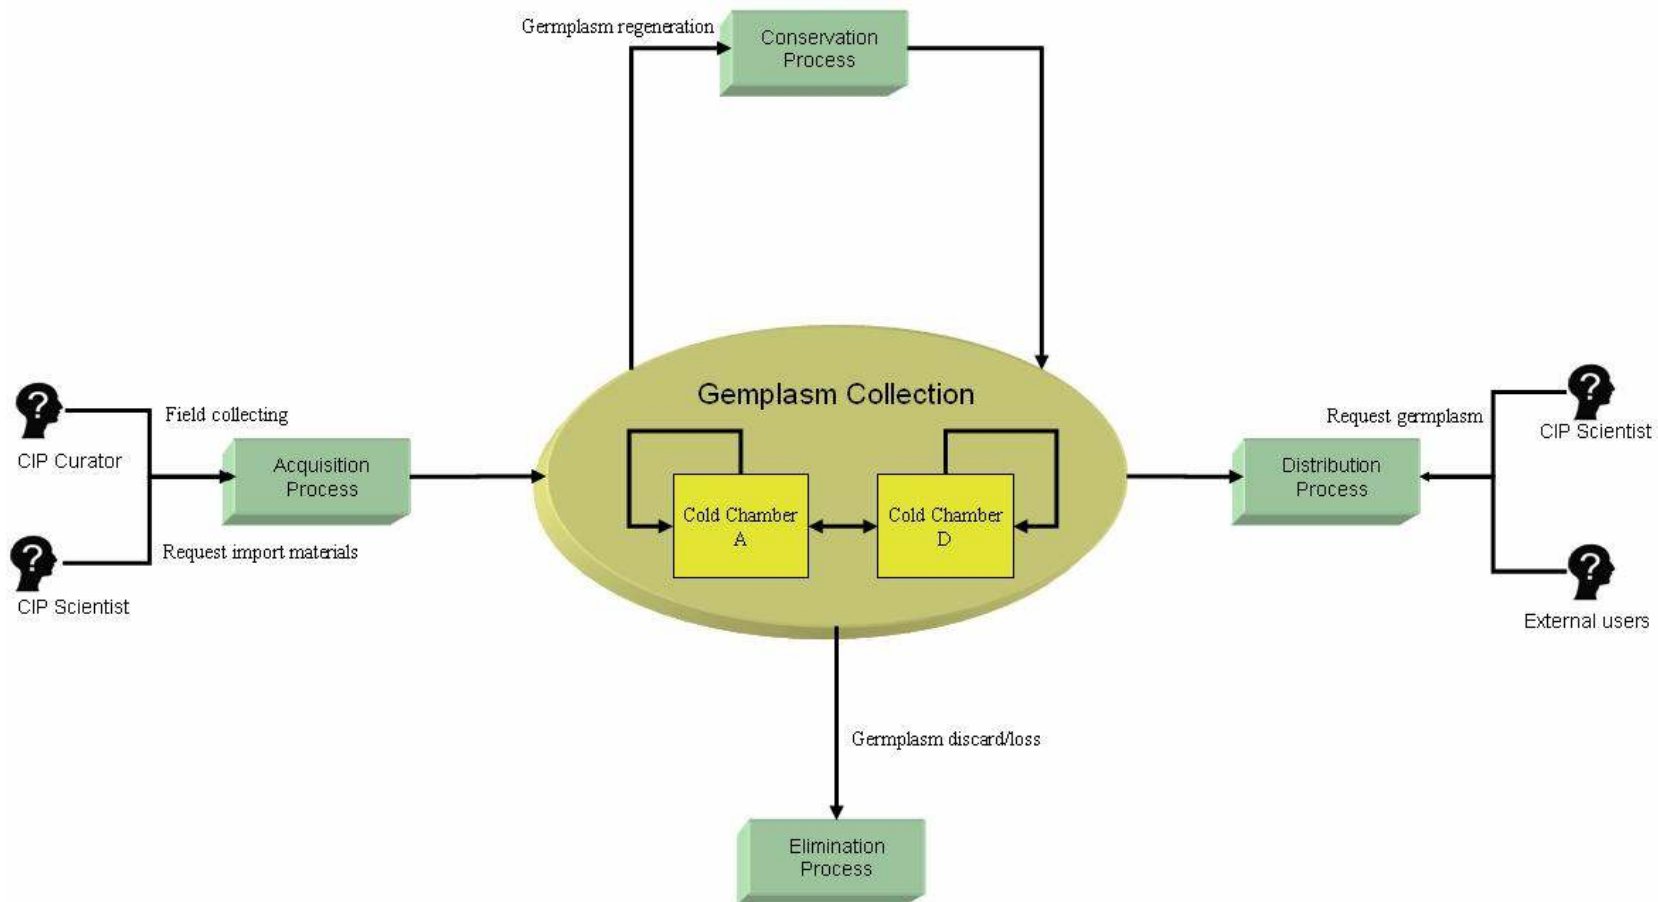 Germplasm regeneration
Conservation
Process
Gemplasm Collection
Field collecting
CIP Curator
Acquisition
Process
Request import materials
CIP Scientist
Cold Chamber
A
Cold Chamber
D
Request germplasm
CIP Scientist
Distribution
Process
External users
Germplasm discard/loss
Elimination
Process